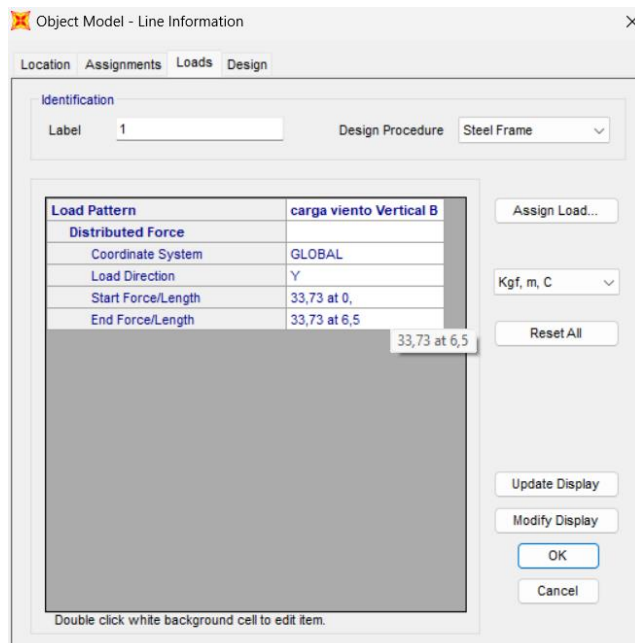 Object Model - Line Information
Location Assignments Loads Design
Identification
Label 1 Design Procedure Steel Frame
Load Pattern carga viento Vertical B
Distributed Force
Coordinate System GLOBAL
Load Direction Y
Start Force/Length 33,73 at 0,
End Force/Length 33,73 at 6,5
33,73 at 6,5
Assign Load...
Kgf, m, C
Reset All
Update Display
Modify Display
OK
Cancel
Double click white background cell to edit item.